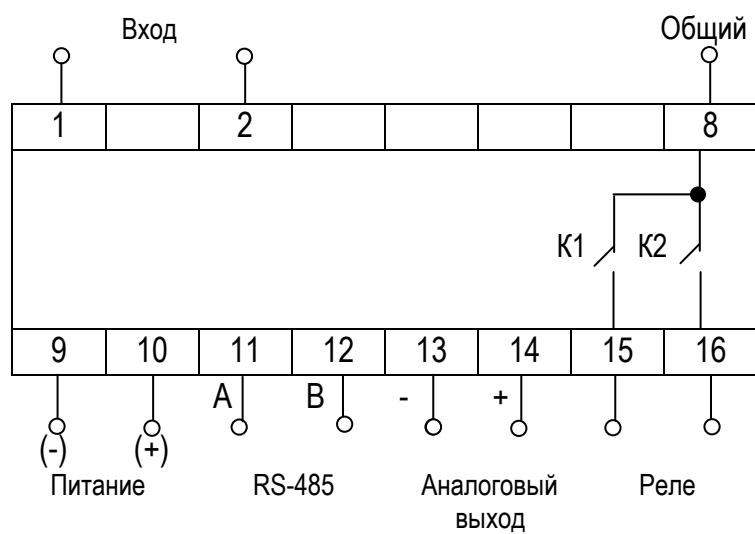 Вход Общий
1 2 8
К1 К2
9 10 11 12 13 14 15 16
А В - +
(-) (+)
Питание RS-485 Аналоговый Реле
выход